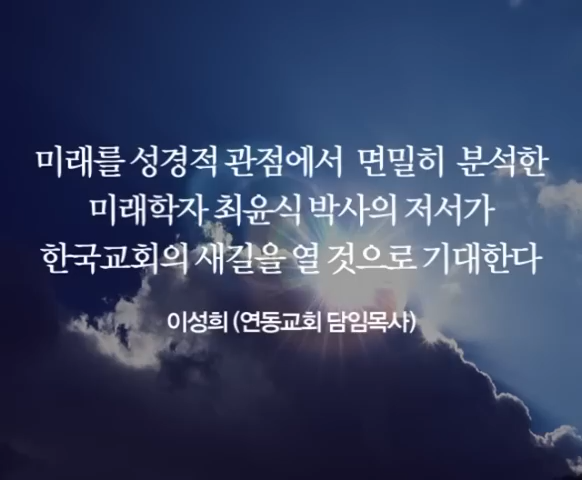 미래를 성경적 관점에서 면밀히 분석한
미래학자 최윤식 박사의 저서가
한국교회의 새길을 열 것으로 기대한다
이성희 (연동교회 담임목사)